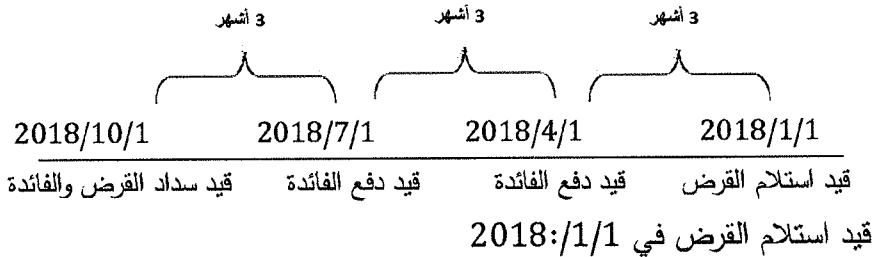 3 أشهر 3 أشهر 3 أشهر
2018/1/1 2018/4/1 2018/7/1 2018/10/1
قيد استلام القرض قيد دفع الفائدة قيد دفع الفائدة قيد سداد القرض والفائدة
قيد استلام القرض في 1/1/:2018